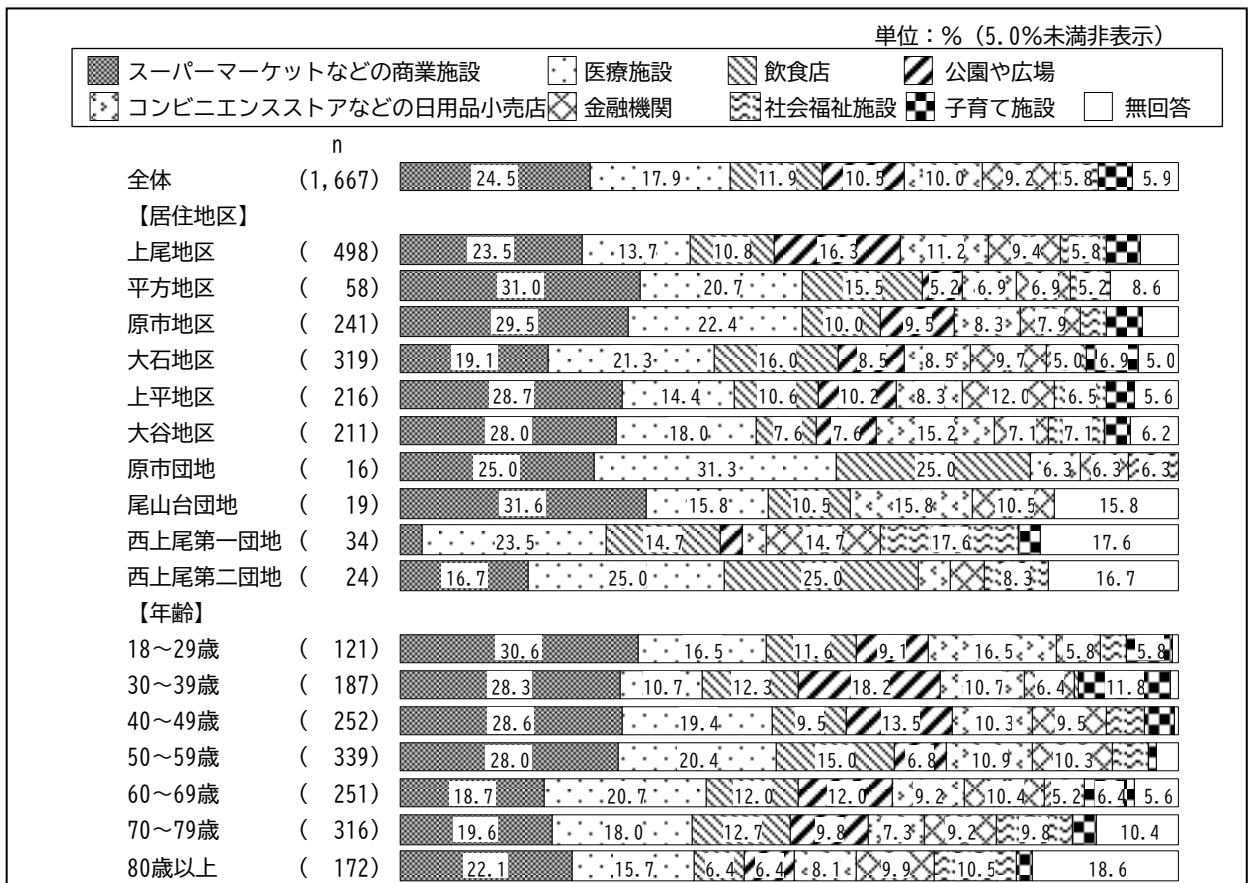 単位：％（5.0％未満非表示）
スーパーマーケットなどの商業施設 医療施設 飲食店 公園や広場
コンビニエンスストアなどの日用品小売店 金融機関 社会福祉施設 子育て施設 無回答
n
全体 (1,667) 24.5 17.9 11.9 10.5 10.0 9.2 5.8 5.9
【居住地区】
上尾地区 ( 498) 23.5 13.7 10.8 16.3 11.2 9.4 5.8
平方地区 ( 58) 31.0 20.7 15.5 5.2 6.9 6.9 5.2 8.6
原市地区 ( 241) 29.5 22.4 10.0 9.5 8.3 7.9
大石地区 ( 319) 19.1 21.3 16.0 8.5 8.5 9.7 5.0 6.9 5.0
上平地区 ( 216) 28.7 14.4 10.6 10.2 8.3 12.0 6.5 5.6
大谷地区 ( 211) 28.0 18.0 7.6 7.6 15.2 7.1 7.1 6.2
原市団地 ( 16) 25.0 31.3 25.0 6.3 6.3 6.3
尾山台団地 ( 19) 31.6 15.8 10.5 15.8 10.5 15.8
西上尾第一団地 ( 34) 23.5 14.7 14.7 17.6 17.6
西上尾第二団地 ( 24) 16.7 25.0 25.0 8.3 16.7
【年齢】
18～29歳 ( 121) 30.6 16.5 11.6 9.1 16.5 5.8 5.8
30～39歳 ( 187) 28.3 10.7 12.3 18.2 10.7 6.4 11.8
40～49歳 ( 252) 28.6 19.4 9.5 13.5 10.3 9.5
50～59歳 ( 339) 28.0 20.4 15.0 6.8 10.9 10.3
60～69歳 ( 251) 18.7 20.7 12.0 12.0 9.2 10.4 5.2 6.4 5.6
70～79歳 ( 316) 19.6 18.0 12.7 9.8 7.3 9.2 9.8 10.4
80歳以上 ( 172) 22.1 15.7 6.4 6.4 8.1 9.9 10.5 18.6